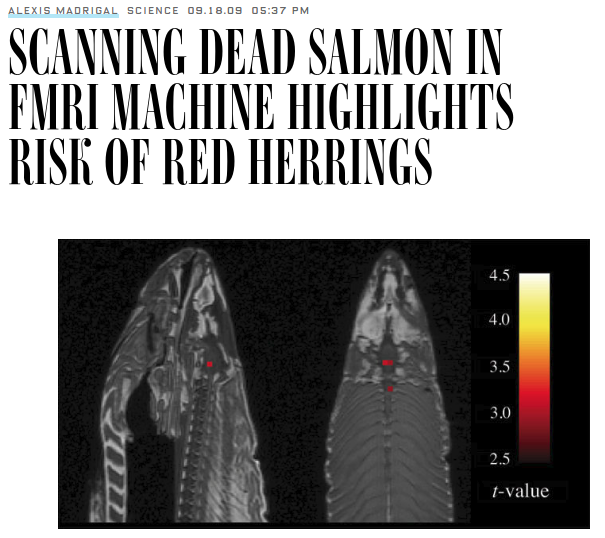 ALEXIS MADRIGAL SCIENCE 09.18.09 05:37 PM
SCANNING DEAD SALMON IN
FMRI MACHINE HIGHLIGHTS
RISK OF RED HERRINGS
4.5
4.0
3.5
3.0
2.5
t-value